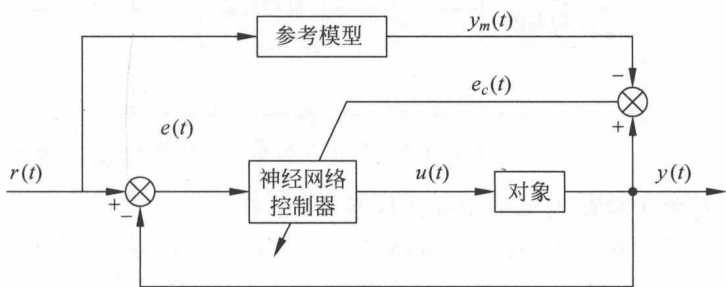 参考模型
y_m(t)
−
e_c(t)
+
e(t)
r(t)
+
−
神经网络
控制器
u(t)
对象
y(t)